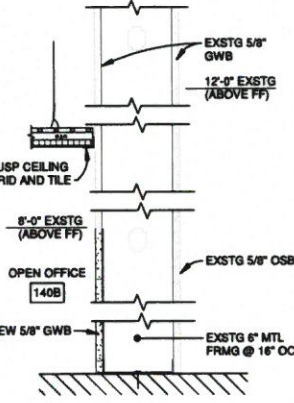 EXSTG 5/8"
GWB
12'-0" EXSTG
(ABOVE FF)
USP CEILING
RID AND TILE
8'-0" EXSTG
(ABOVE FF)
OPEN OFFICE
140B
EXSTG 5/8" OSB
EW 5/8" GWB
EXSTG 6" MTL
FRMG @ 16" OC